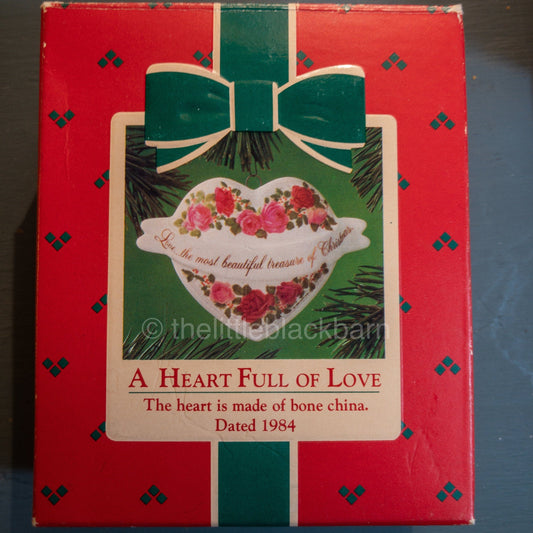 Love...the most beautiful treasure of Christmas.
© thelittleblackbarn
A HEART FULL OF LOVE
The heart is made of bone china.
Dated 1984